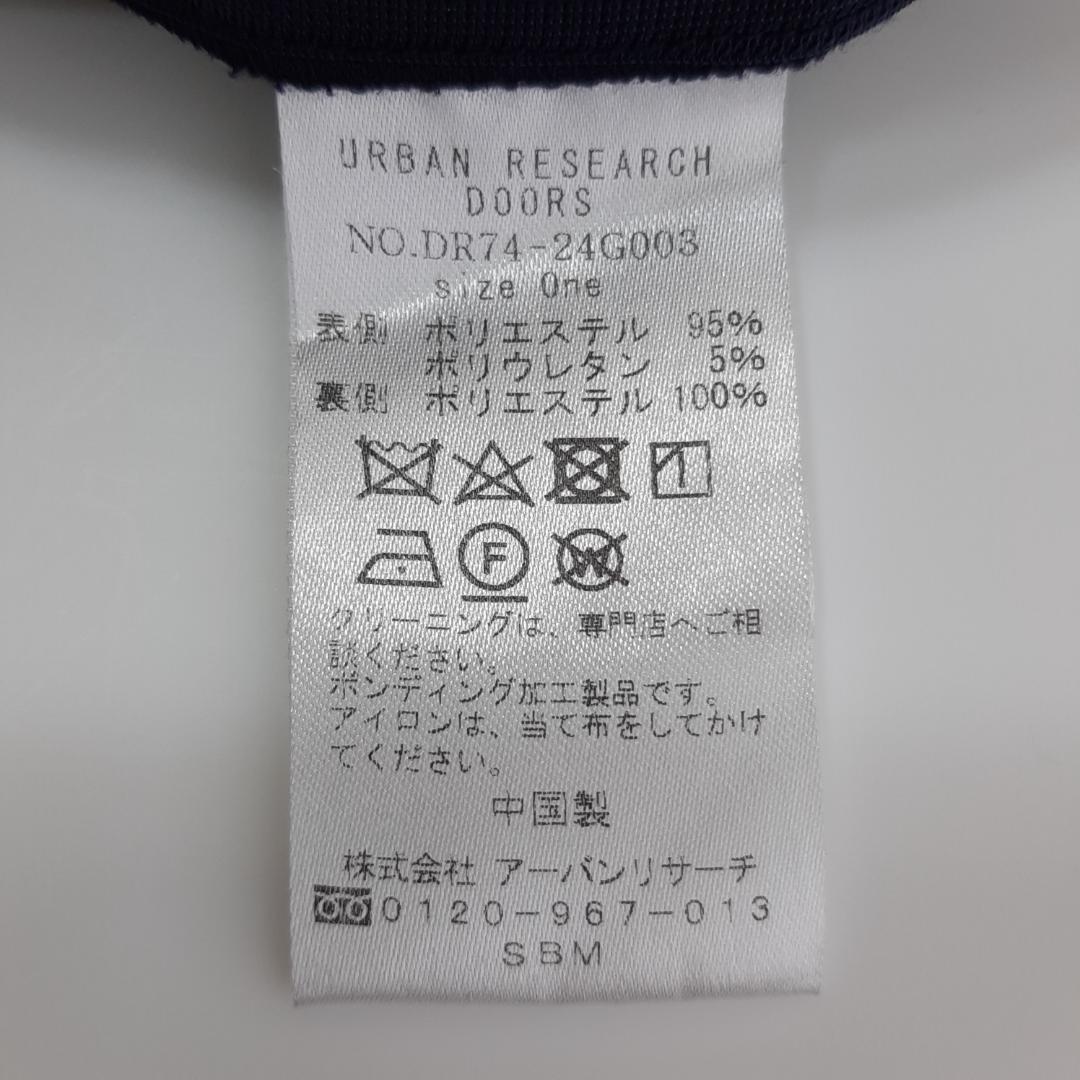 URBAN RESEARCH
DOORS
NO.DR74-24G003
size One
表側 ポリエステル 95%
ポリウレタン 5%
裏側 ポリエステル 100%
F W
クリーニングは、専門店へご相
談ください。
ボンディング加工製品です。
アイロンは、当て布をしてかけ
てください。
中国製
株式会社 アーバンリサーチ
0120-967-013
SBM